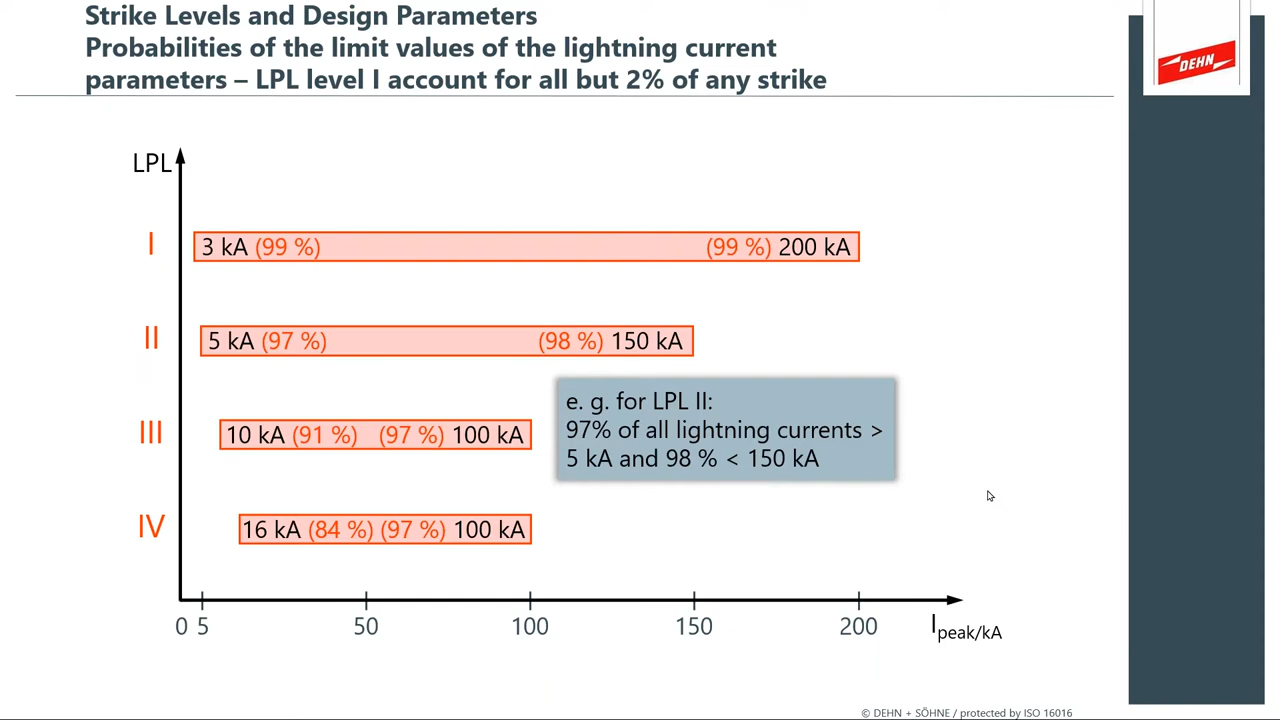 Strike Levels and Design Parameters
Probabilities of the limit values of the lightning current
parameters – LPL level I account for all but 2% of any strike
DEHN
LPL
I
3 kA (99 %) (99 %) 200 kA
II
5 kA (97 %) (98 %) 150 kA
e. g. for LPL II:
97% of all lightning currents >
5 kA and 98 % < 150 kA
III
10 kA (91 %) (97 %) 100 kA
IV
16 kA (84 %) (97 %) 100 kA
0 5 50 100 150 200
I peak/kA
© DEHN + SÖHNE / protected by ISO 16016